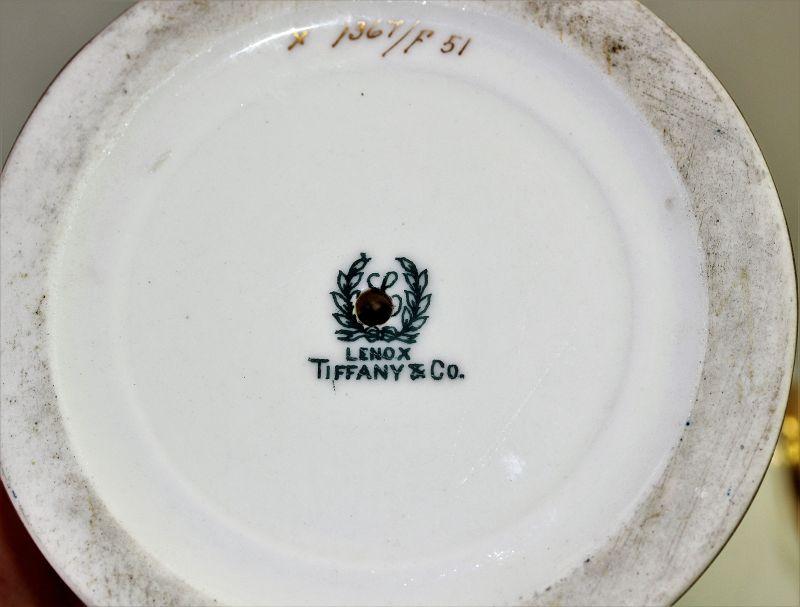 x 1367/F 51
LENOX
TIFFANY & CO.